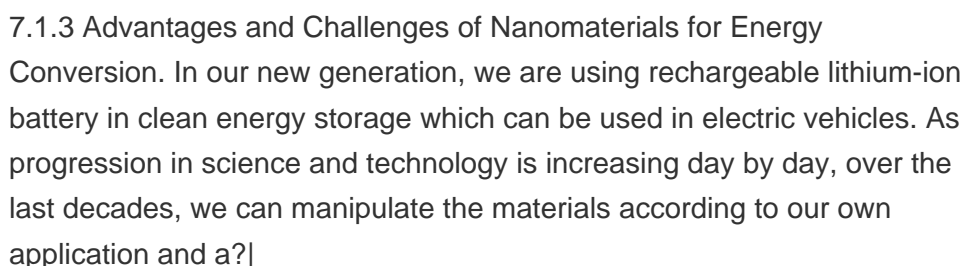 7.1.3 Advantages and Challenges of Nanomaterials for Energy
Conversion. In our new generation, we are using rechargeable lithium-ion
battery in clean energy storage which can be used in electric vehicles. As
progression in science and technology is increasing day by day, over the
last decades, we can manipulate the materials according to our own
application and a?|